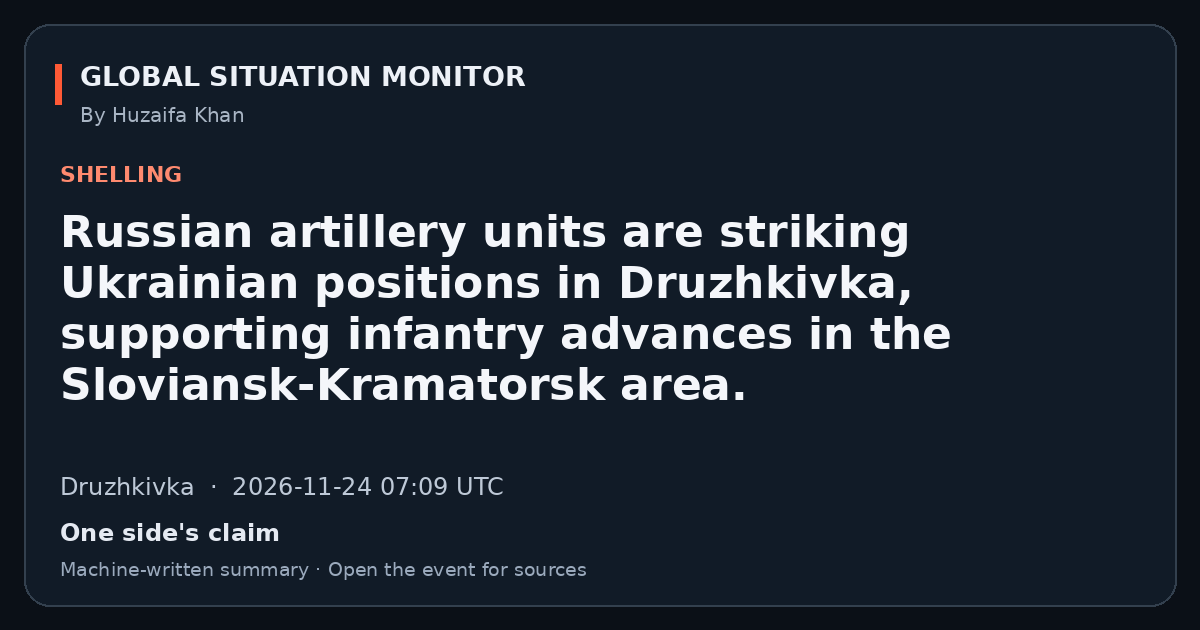 GLOBAL SITUATION MONITOR
By Huzaifa Khan
SHELLING
Russian artillery units are striking
Ukrainian positions in Druzhkivka,
supporting infantry advances in the
Sloviansk-Kramatorsk area.
Druzhkivka · 2026-11-24 07:09 UTC
One side's claim
Machine-written summary · Open the event for sources